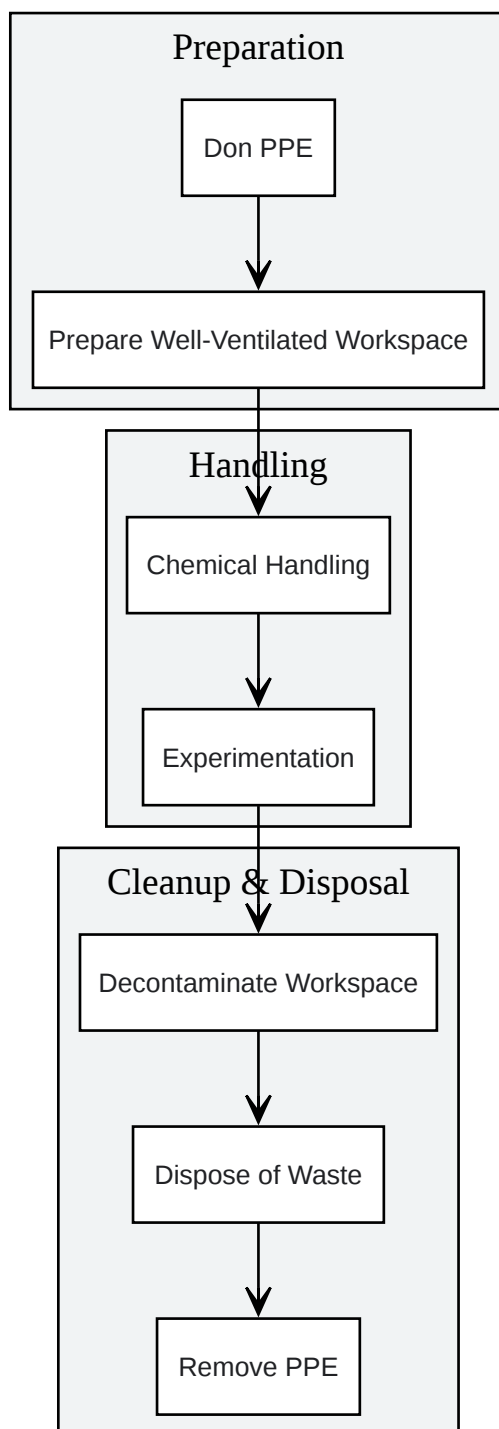 Preparation
Don PPE
Prepare Well-Ventilated Workspace
Handling
Chemical Handling
Experimentation
Cleanup & Disposal
Decontaminate Workspace
Dispose of Waste
Remove PPE